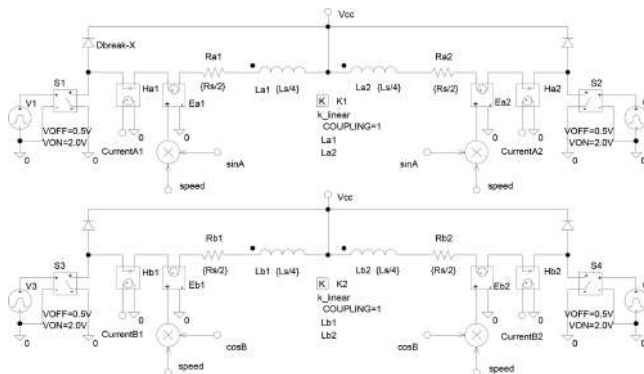 Vcc
Dbreak-X
Ra1
Ra2
{Rs/2}
La1 {Ls/4}
La2 {Ls/4}
{Rs/2}
S1
Ha1
Ea1
K K1
k_linear
COUPLING=1
La1
La2
Ea2
Ha2
S2
V1
VOFF=0.5V
VON=2.0V
0
0
0
0
CurrentA1
sinA
speed
sinA
speed
0
0
CurrentA2
VOFF=0.5V
VON=2.0V
0
0
Vcc
Rb1
Rb2
{Rs/2}
Lb1 {Ls/4}
Lb2 {Ls/4}
{Rs/2}
S3
Hb1
Eb1
K K2
k_linear
COUPLING=1
Lb1
Lb2
Eb2
Hb2
S4
V3
VOFF=0.5V
VON=2.0V
0
0
0
0
CurrentB1
cosB
speed
cosB
speed
0
0
CurrentB2
VOFF=0.5V
VON=2.0V
0
0